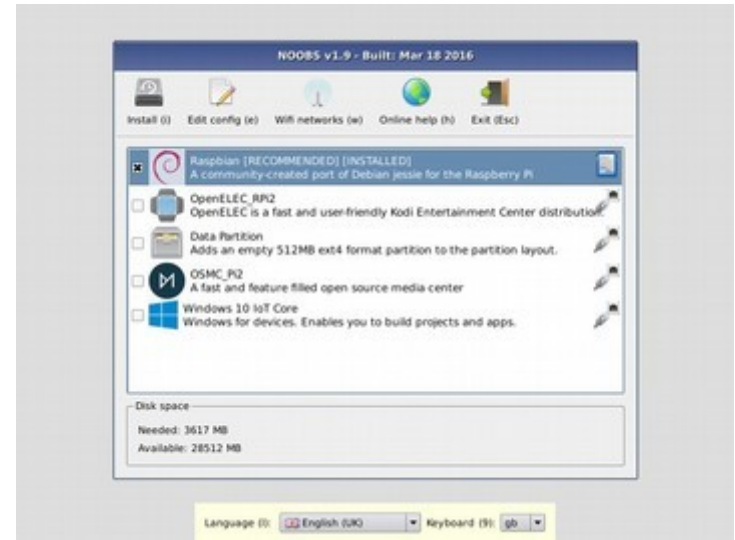 NOOBS v1.9 - Built: Mar 18 2016
Install (i) Edit config (e) Wifi networks (w) Online help (h) Exit (Esc)
Raspbian [RECOMMENDED] [INSTALLED]
A community-created port of Debian jessie for the Raspberry Pi
OpenELEC_RPi2
OpenELEC is a fast and user-friendly Kodi Entertainment Center distribution.
Data Partition
Adds an empty 512MB ext4 format partition to the partition layout.
OSMC_Pi2
A fast and feature filled open source media center
Windows 10 IoT Core
Windows for devices. Enables you to build projects and apps.
Disk space
Needed: 3617 MB
Available: 28512 MB
Language (l): English (UK) Keyboard (9): gb